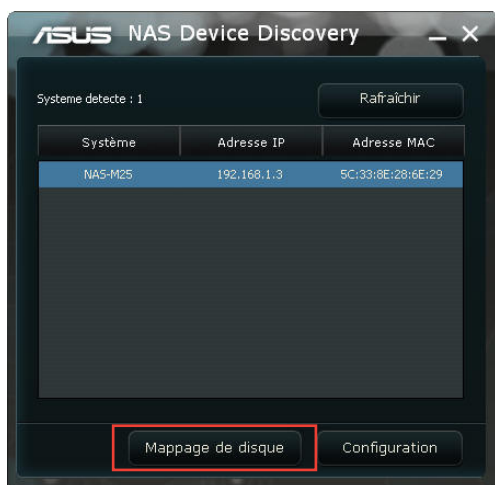 ASUS NAS Device Discovery
Systeme detecte : 1 Rafraîchir
Système Adresse IP Adresse MAC
NAS-M25 192.168.1.3 5C:33:8E:28:6E:29
Mappage de disque Configuration